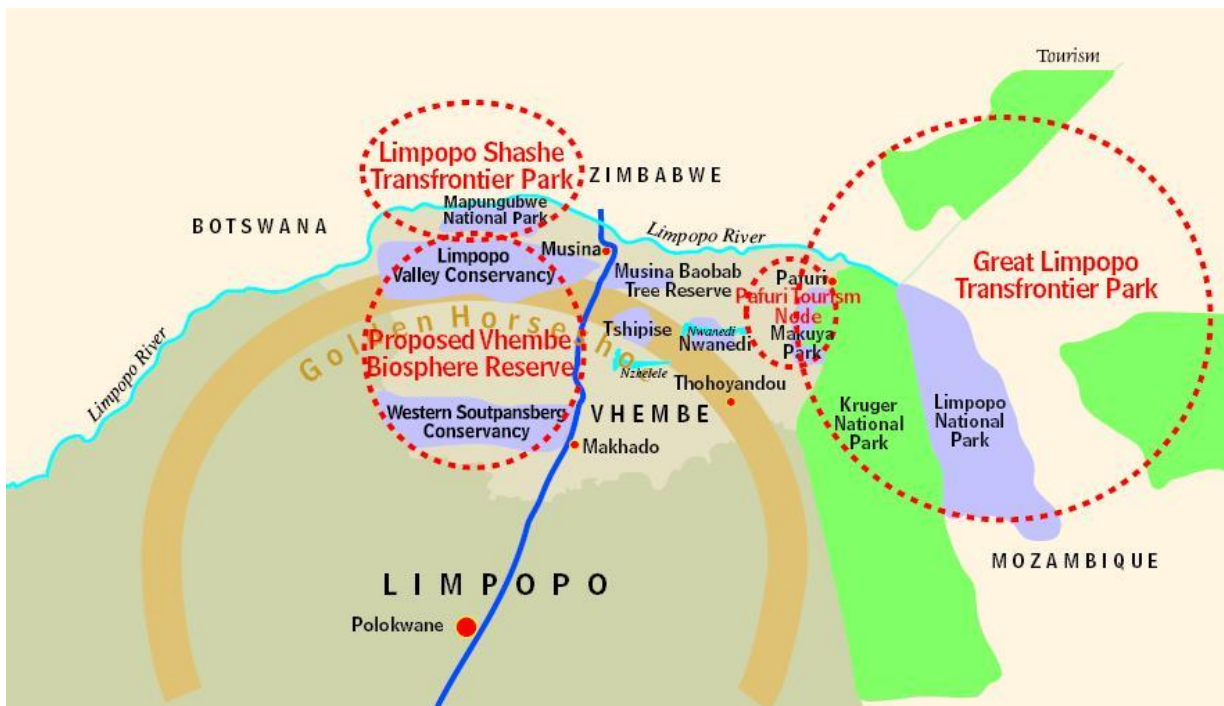 Tourism
Limpopo Shashe
Transfrontier Park
ZIMBABWE
Mapungubwe
National Park
BOTSWANA
Limpopo River
Musina
Limpopo
Valley Conservancy
Musina Baobab
Tree Reserve
Pafuri
Pafuri Tourism
Node
Makuya
Park
Great Limpopo
Transfrontier Park
Golden Horsesho
Tshipise
Nwanedi
Nwanedi
Proposed Vhembe
Biosphere Reserve
Nzhelele
Thohoyandou
Limpopo River
Western Soutpansberg
Conservancy
VHEMBE
Makhado
Kruger
National
Park
Limpopo
National
Park
MOZAMBIQUE
LIMPOPO
Polokwane